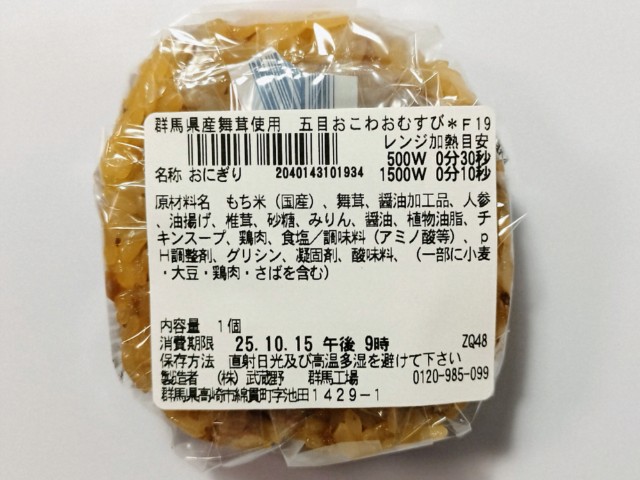 群馬県産舞茸使用　五目おこわおむすび＊F19
レンジ加熱目安
500W 0分30秒
名称 おにぎり 2040143101934 1500W 0分10秒
原材料名　もち米（国産）、舞茸、醤油加工品、人参
、油揚げ、椎茸、砂糖、みりん、醤油、植物油脂、チ
キンスープ、鶏肉、食塩／調味料（アミノ酸等）、ｐ
Ｈ調整剤、グリシン、凝固剤、酸味料、（一部に小麦
・大豆・鶏肉・さばを含む）
内容量　1個
消費期限　25.10.15 午後 9時 ZQ48
保存方法　直射日光及び高温多湿を避けて下さい
製造者　（株）武蔵野　群馬工場 0120-985-099
群馬県高崎市綿貫町字池田１４２９−１